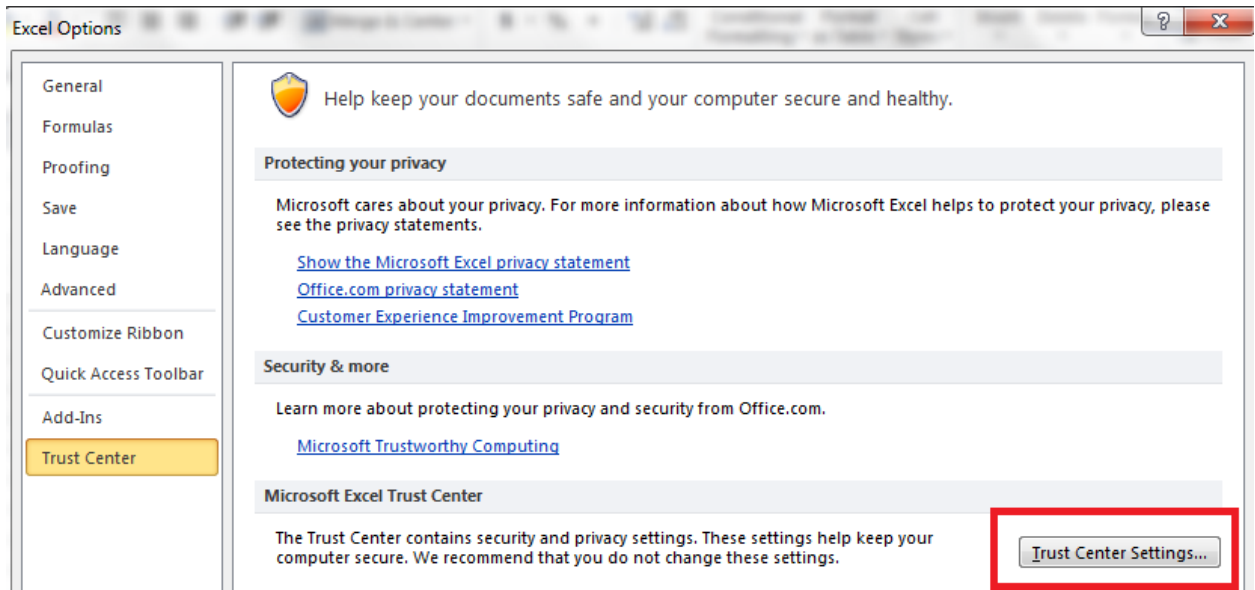 Excel Options
General
Formulas
Proofing
Save
Language
Advanced
Customize Ribbon
Quick Access Toolbar
Add-Ins
Trust Center
Help keep your documents safe and your computer secure and healthy.
Protecting your privacy
Microsoft cares about your privacy. For more information about how Microsoft Excel helps to protect your privacy, please
see the privacy statements.
Show the Microsoft Excel privacy statement
Office.com privacy statement
Customer Experience Improvement Program
Security & more
Learn more about protecting your privacy and security from Office.com.
Microsoft Trustworthy Computing
Microsoft Excel Trust Center
The Trust Center contains security and privacy settings. These settings help keep your
computer secure. We recommend that you do not change these settings.
Trust Center Settings...